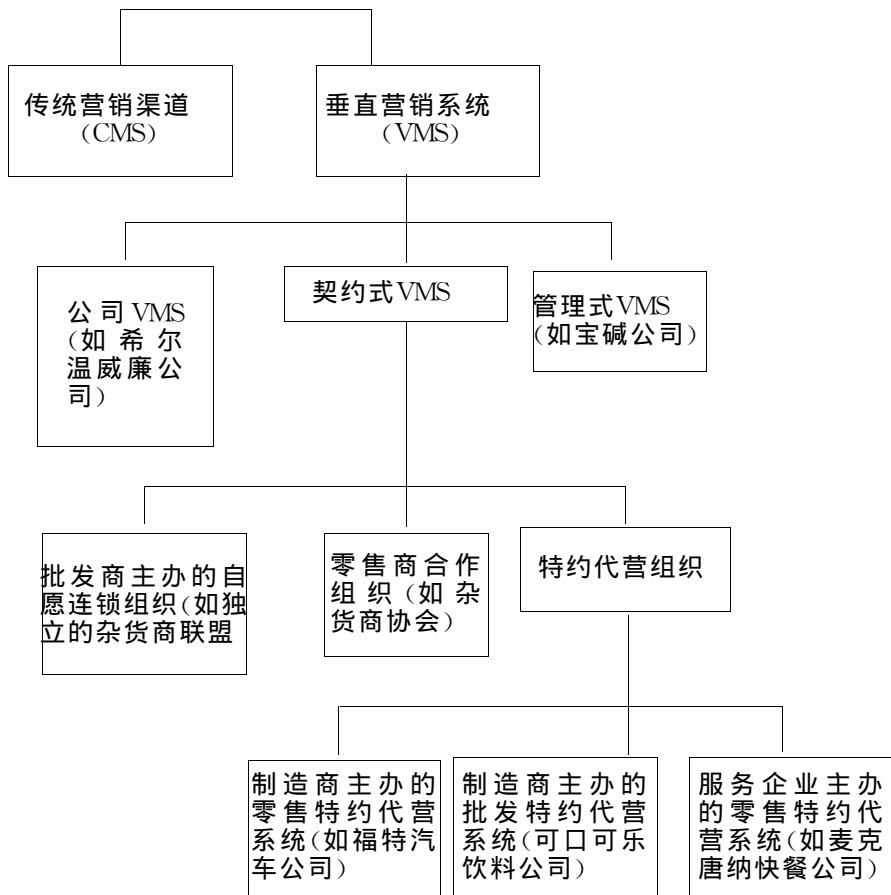 传统营销渠道
(CMS)
垂直营销系统
(VMS)
公司VMS
(如希尔
温威廉公
司)
契约式VMS
管理式VMS
(如宝碱公司)
批发商主办的自
愿连锁组织(如独
立的杂货商联盟
零售商合作
组织(如杂
货商协会)
特约代营组织
制造商主办的
零售特约代营
系统(如福特汽
车公司)
制造商主办的
批发特约代营
系统(可口可乐
饮料公司)
服务企业主办
的零售特约代
营系统(如麦克
唐纳快餐公司)